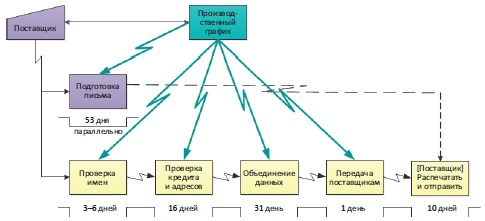 Поставщик
Производ-
ственный
график
Подготовка
письма
53 дня
параллельно
Проверка
имен
Проверка
кредита
и адресов
Объединение
данных
Передача
поставщикам
[Поставщик]
Распечатать
и отправить
3–6 дней
16 дней
31 день
1 день
10 дней